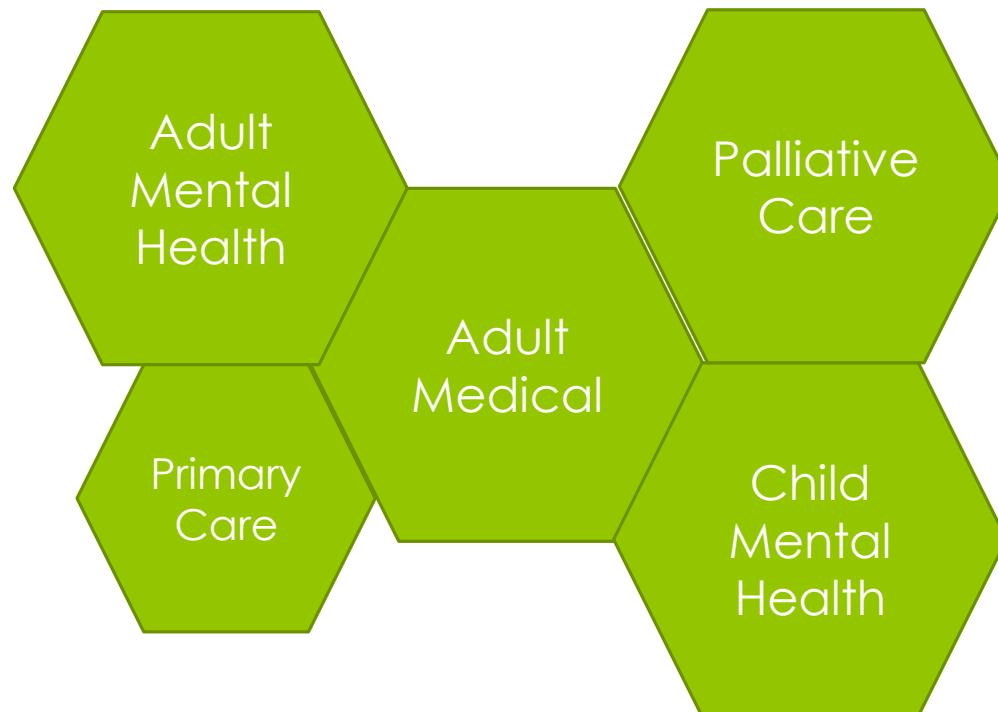 Adult
Mental
Health
Palliative
Care
Adult
Medical
Primary
Care
Child
Mental
Health